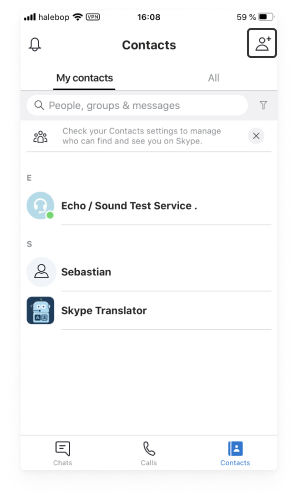 halebop VPN 16:08 59 %
Contacts
My contacts All
People, groups & messages
Check your Contacts settings to manage
who can find and see you on Skype.
E
Echo / Sound Test Service .
S
Sebastian
Skype Translator
Chats Calls Contacts